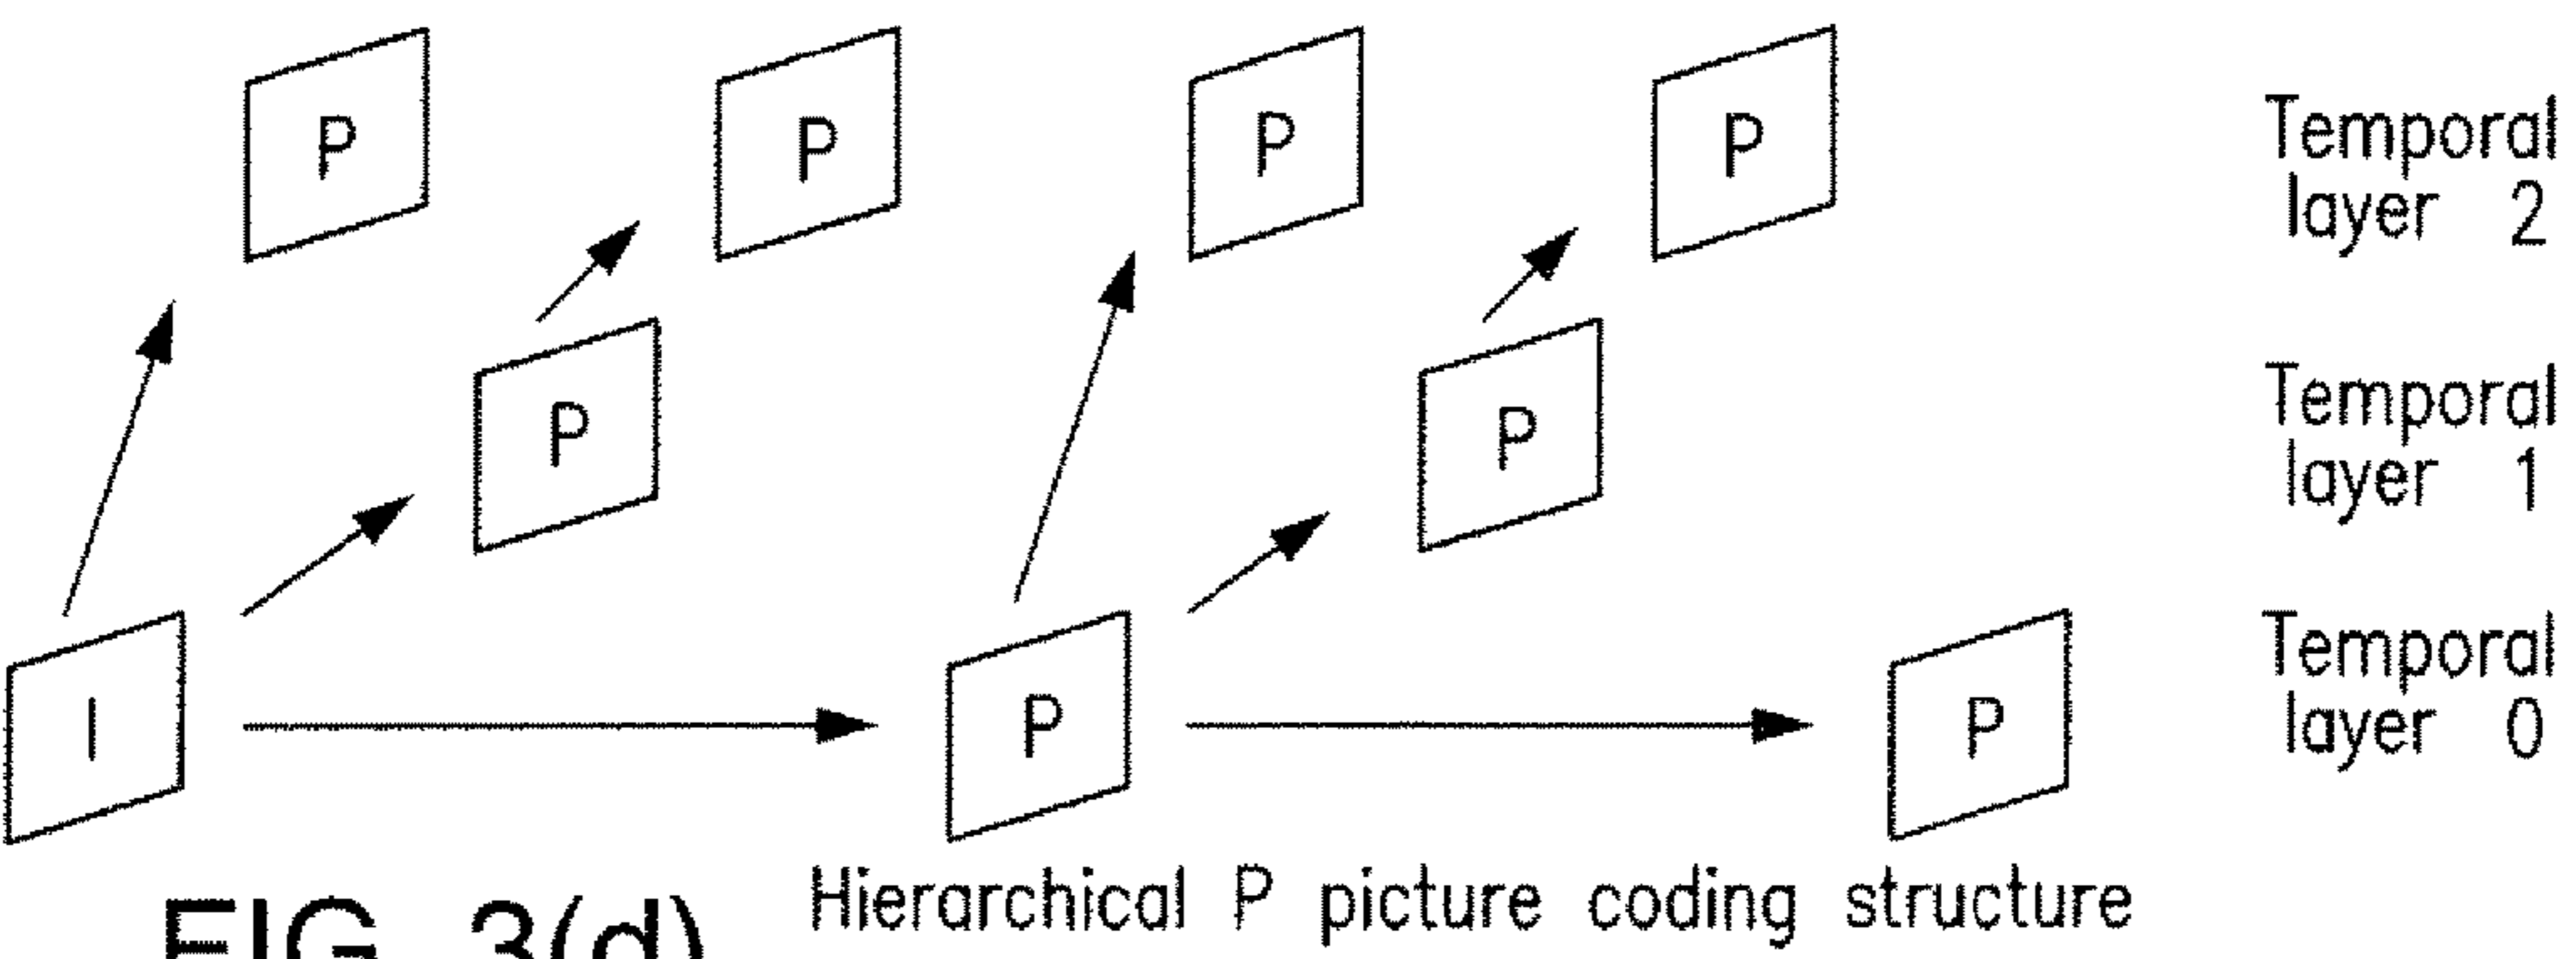 P P P P Temporal
layer 2
P P Temporal
layer 1
I P P Temporal
layer 0
Hierarchical P picture coding structure
FIG. 3(d)